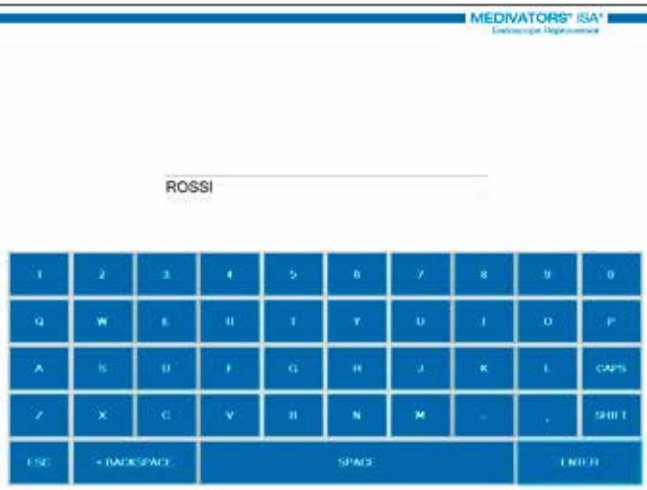 MEDIVATORS® ISA®
Endoscope Reprocessor
ROSSI
1 2 3 4 5 6 7 8 9 0
Q W E R T Y U I O P
A S D F G H J K L CAPS
Z X C V B N M - . SHIFT
ESC < BACKSPACE SPACE ENTER